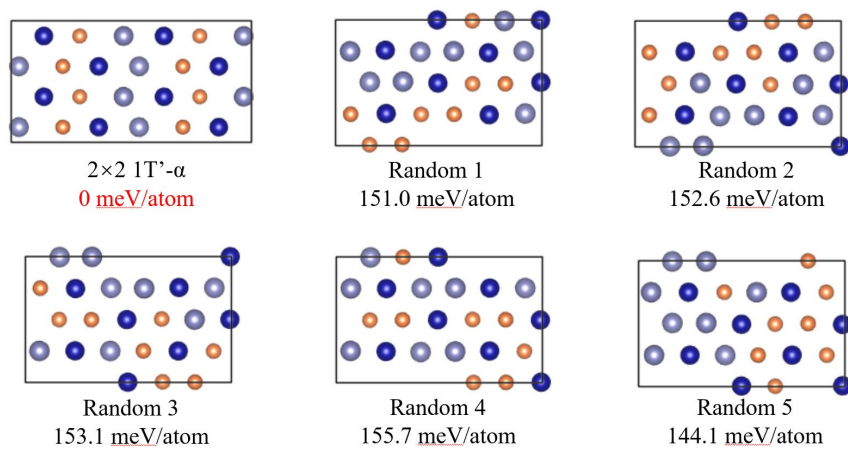 2×2 1T’-α
0 meV/atom
Random 1
151.0 meV/atom
Random 2
152.6 meV/atom
Random 3
153.1 meV/atom
Random 4
155.7 meV/atom
Random 5
144.1 meV/atom